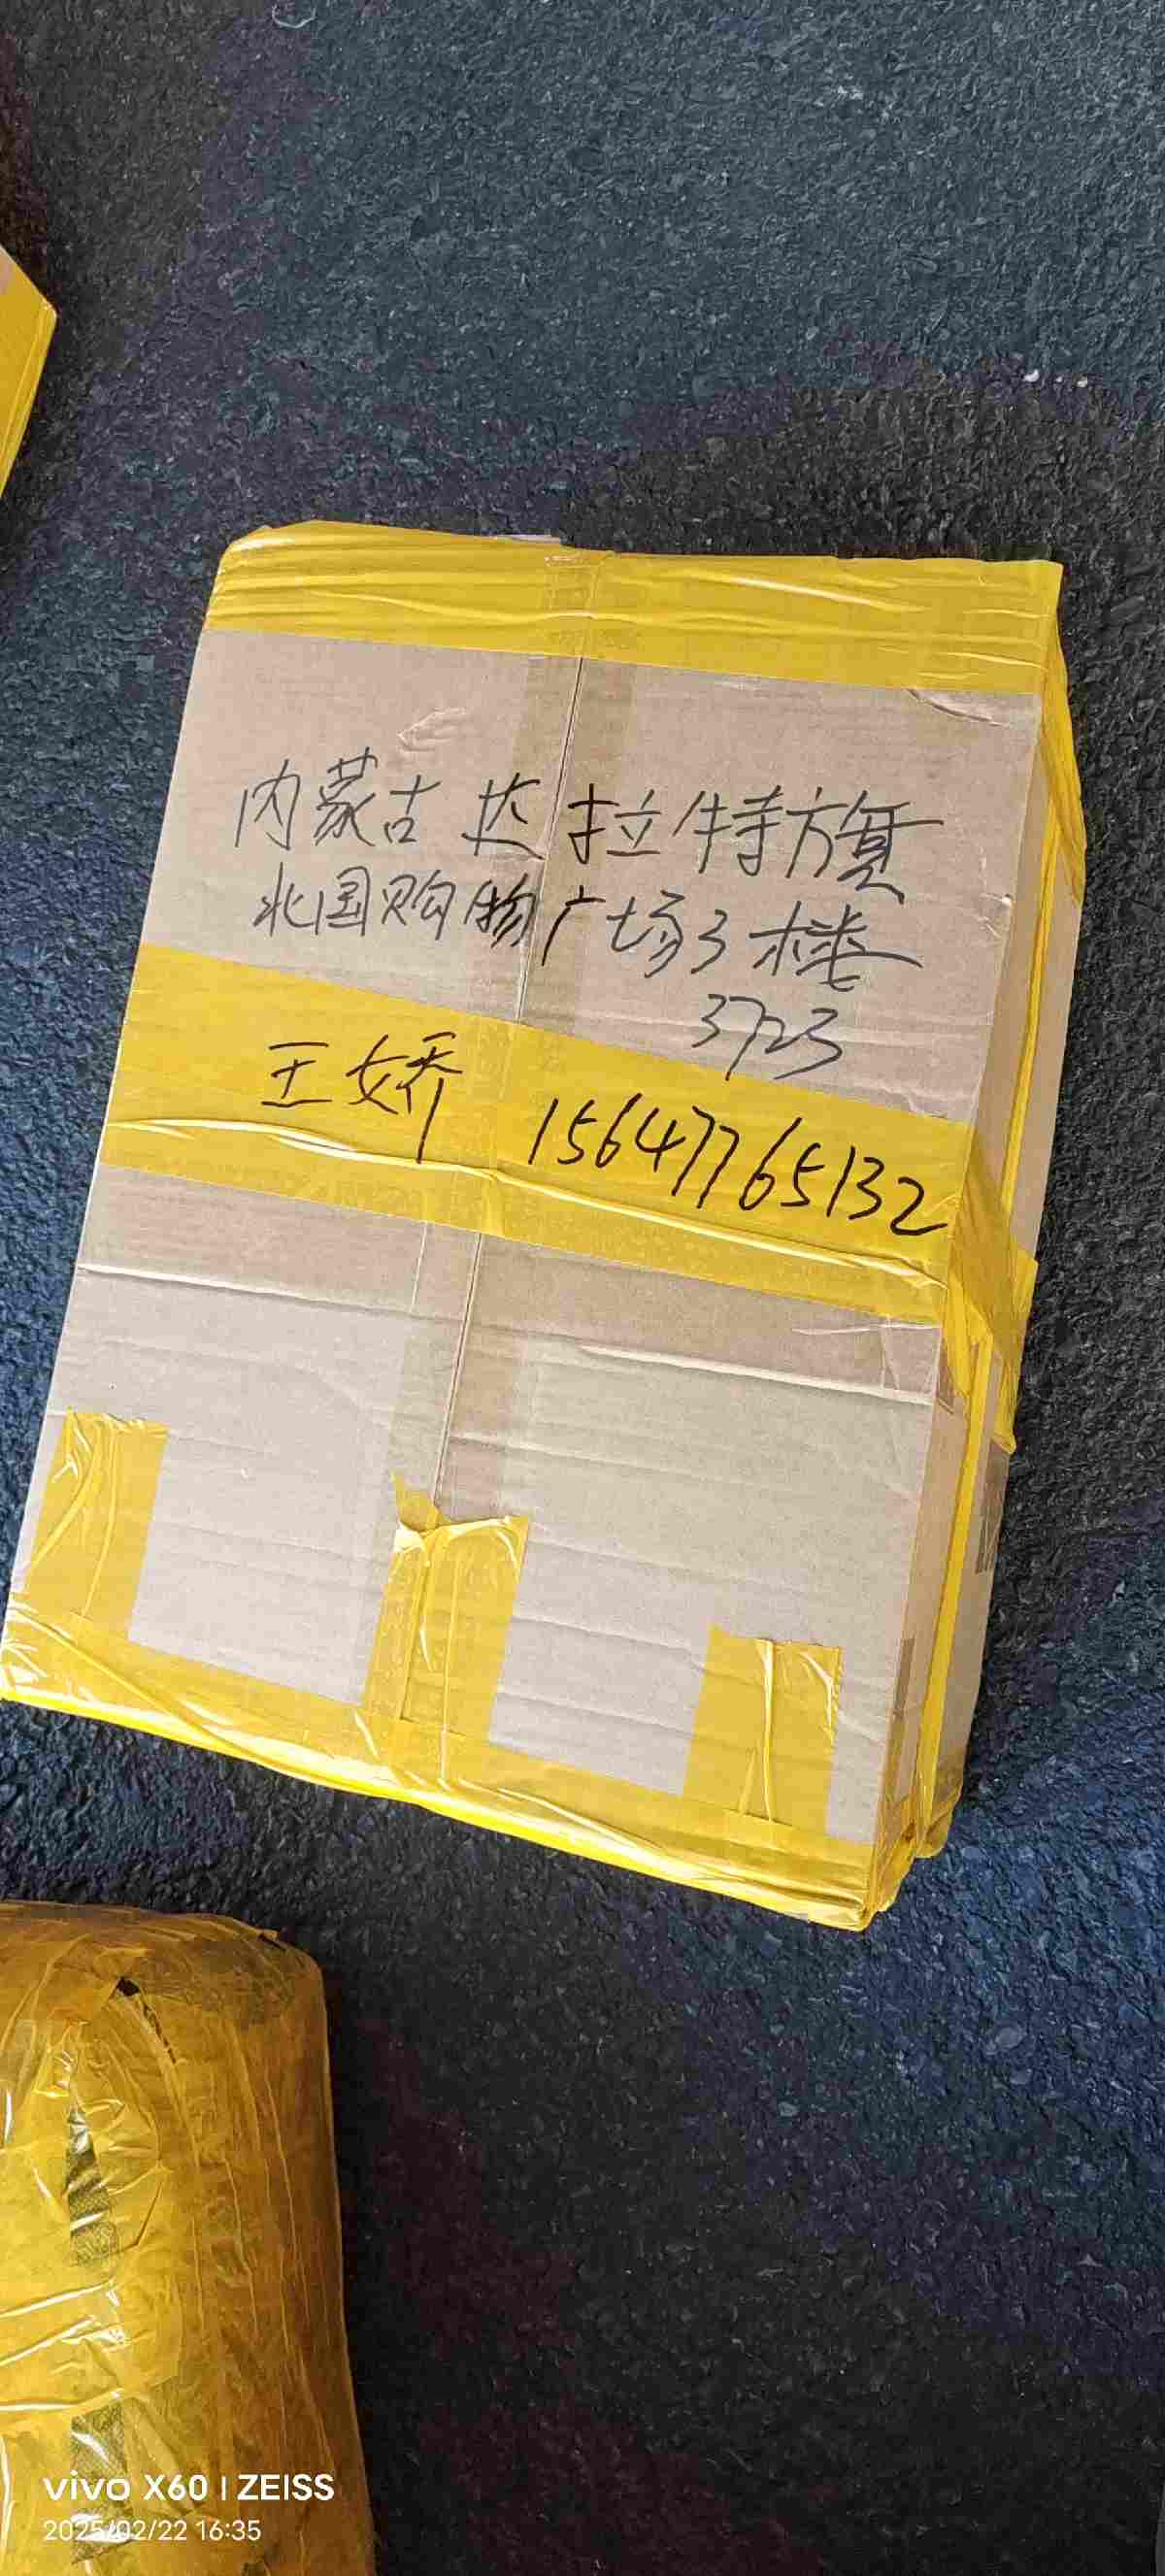 内蒙古 达拉特旗
北国购物广场3楼
3723
王娇 15647765132
vivo X60 | ZEISS
2025/02/22 16:35